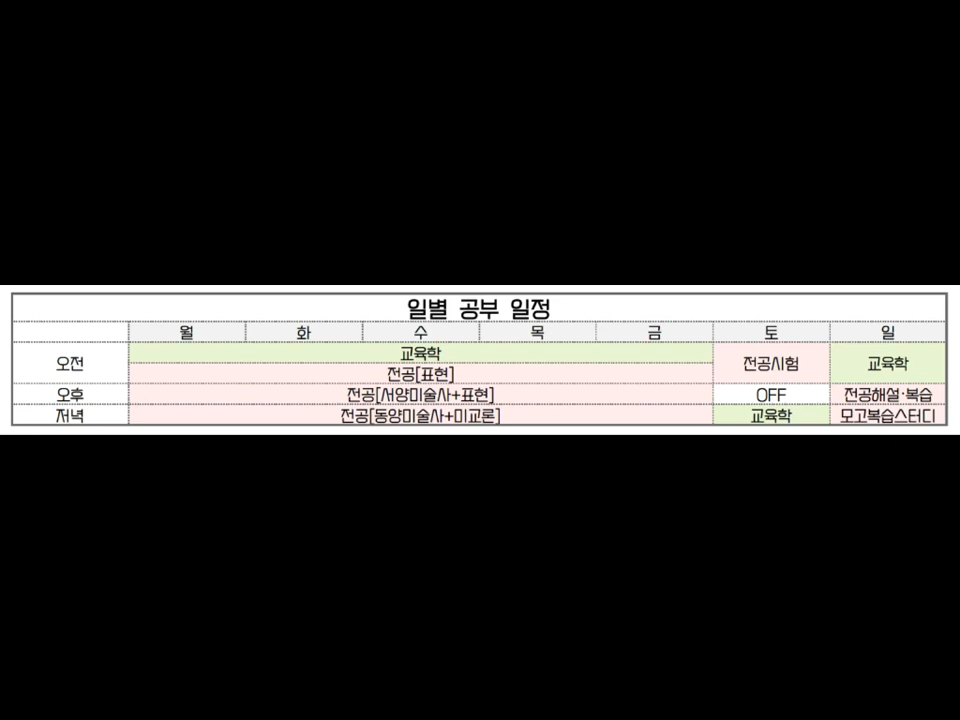 일별 공부 일정
월 화 수 목 금 토 일
오전 교육학 전공시험 교육학
전공[표현]
오후 전공[서양미술사+표현] OFF 전공해설·복습
저녁 전공[동양미술사+미교론] 교육학 모고복습스터디